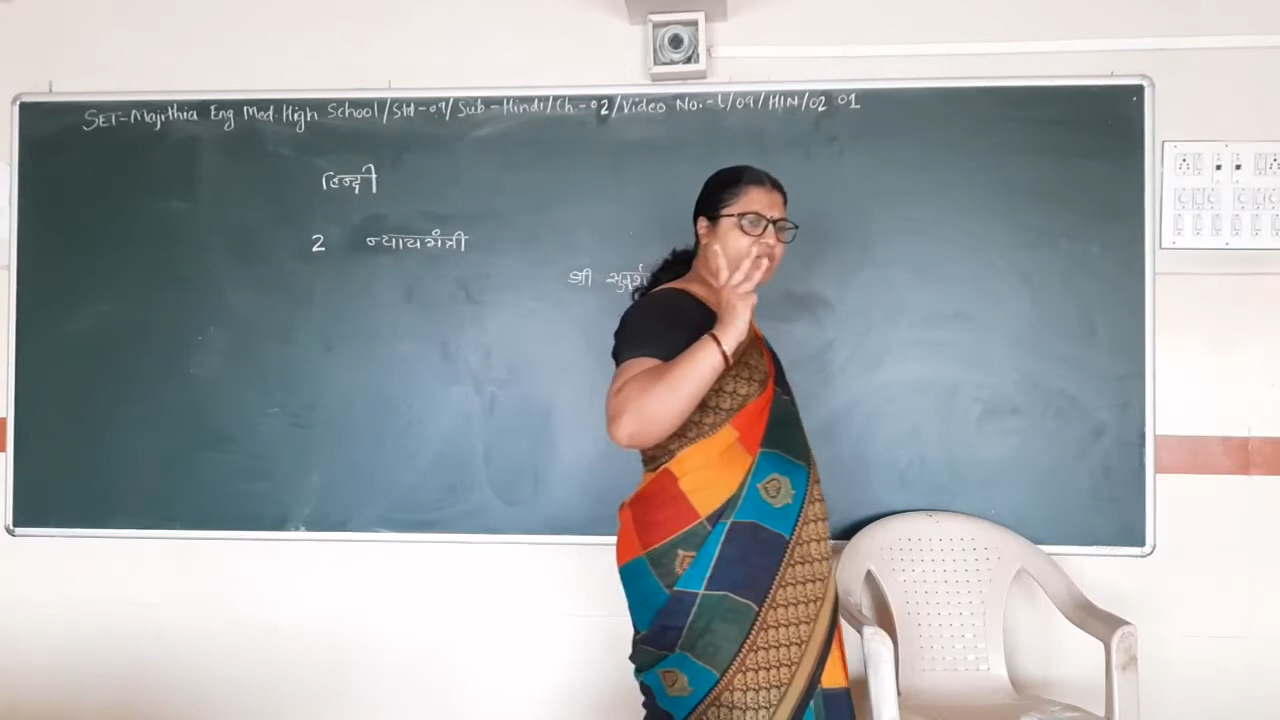 SET-Majithia Eng Med. High School/Std-09/Sub-Hindi/Ch.-02/Video No.-L/09/HIN/02 01
हिन्दी
2 न्यायमंत्री
श्री सुदर्श